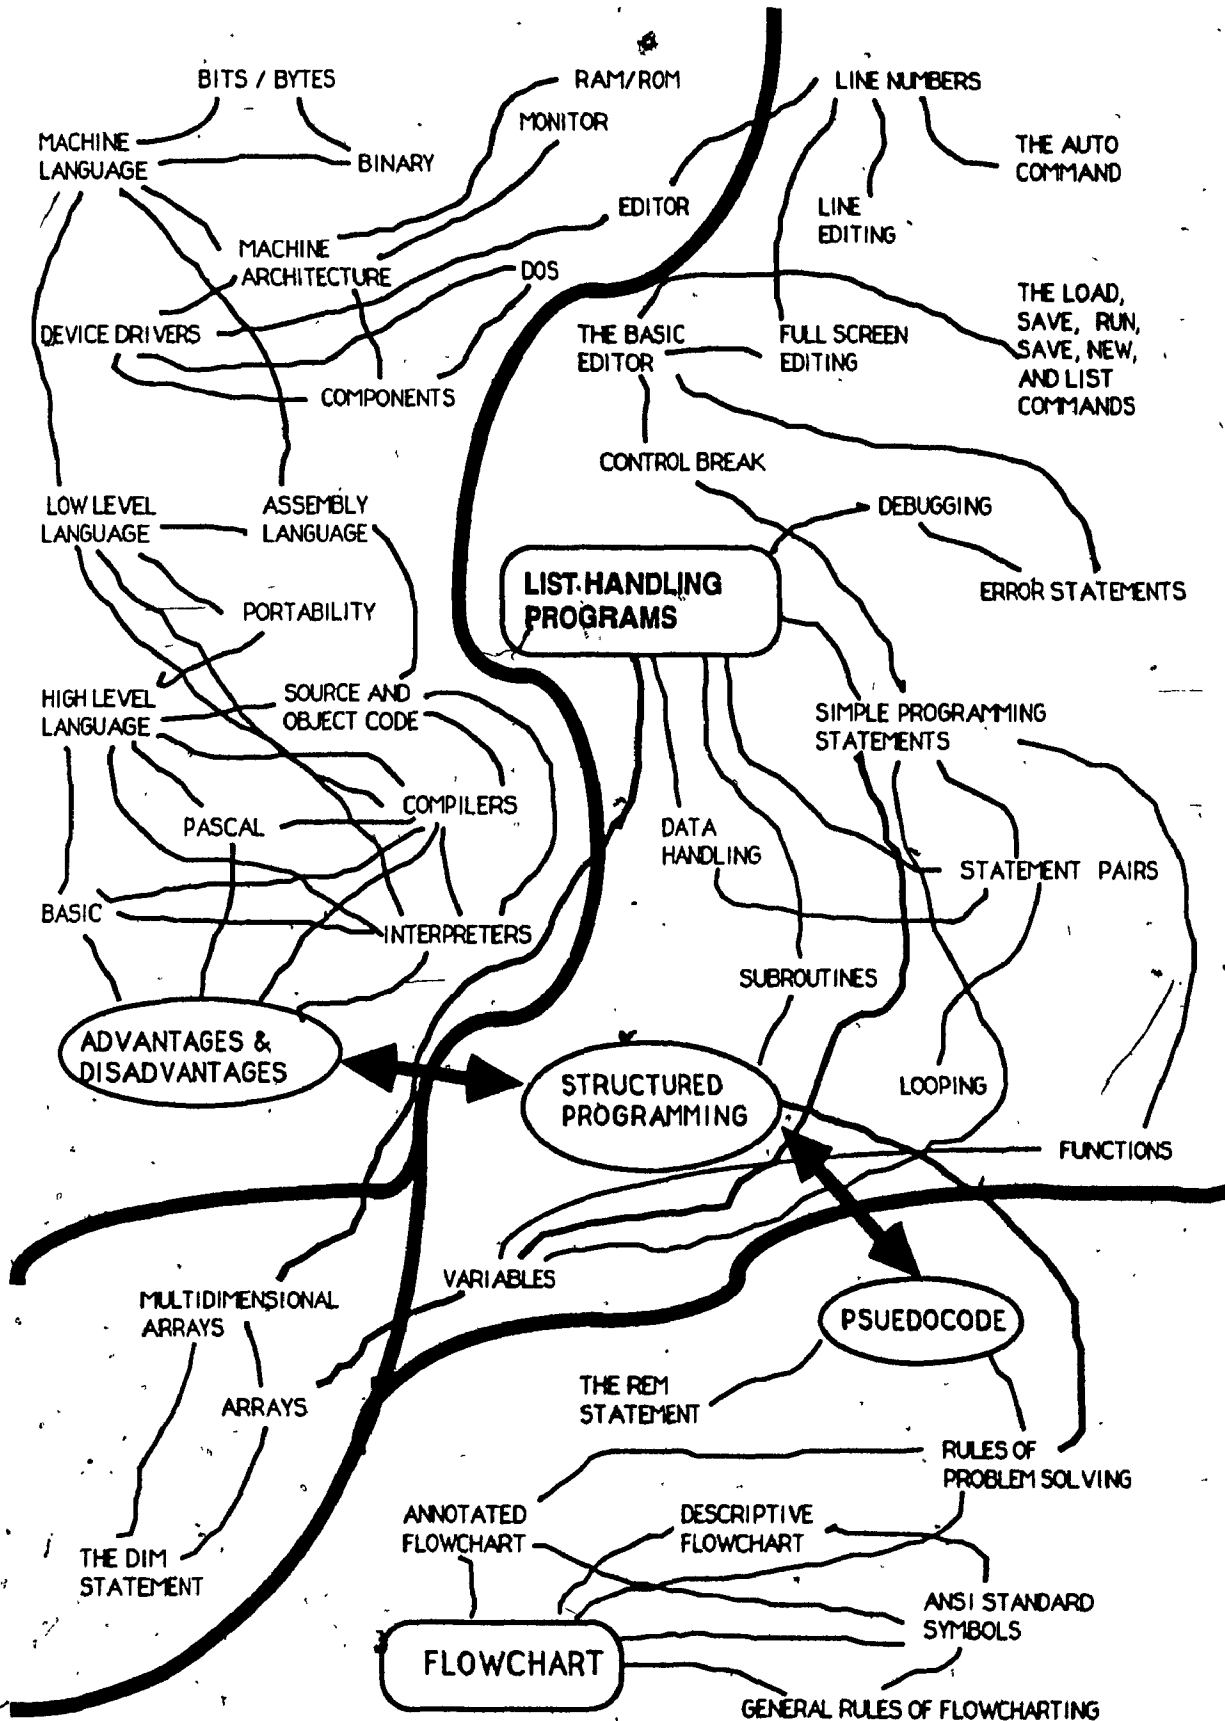 BITS / BYTES
RAM/ROM
LINE NUMBERS
MONITOR
MACHINE
LANGUAGE
BINARY
THE AUTO
COMMAND
EDITOR
LINE
EDITING
MACHINE
ARCHITECTURE
DOS
DEVICE DRIVERS
THE BASIC
EDITOR
FULL SCREEN
EDITING
THE LOAD,
SAVE, RUN,
SAVE, NEW,
AND LIST
COMMANDS
COMPONENTS
CONTROL BREAK
LOW LEVEL
LANGUAGE
ASSEMBLY
LANGUAGE
DEBUGGING
LIST HANDLING
PROGRAMS
ERROR STATEMENTS
PORTABILITY
HIGH LEVEL
LANGUAGE
SOURCE AND
OBJECT CODE
SIMPLE PROGRAMMING
STATEMENTS
COMPILERS
PASCAL
DATA
HANDLING
STATEMENT PAIRS
BASIC
INTERPRETERS
SUBROUTINES
ADVANTAGES &
DISADVANTAGES
STRUCTURED
PROGRAMMING
LOOPING
FUNCTIONS
VARIABLES
MULTIDIMENSIONAL
ARRAYS
PSUEDOCODE
THE REM
STATEMENT
ARRAYS
RULES OF
PROBLEM SOLVING
ANNOTATED
FLOWCHART
DESCRIPTIVE
FLOWCHART
THE DIM
STATEMENT
ANSI STANDARD
SYMBOLS
FLOWCHART
GENERAL RULES OF FLOWCHARTING